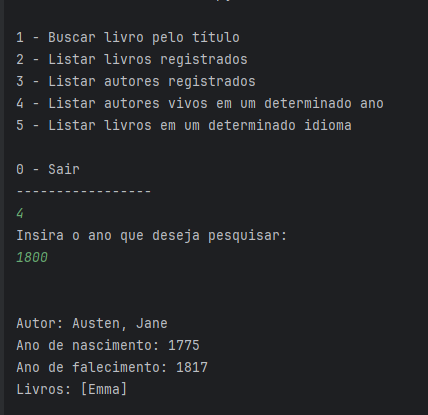 1 - Buscar livro pelo título
2 - Listar livros registrados
3 - Listar autores registrados
4 - Listar autores vivos em um determinado ano
5 - Listar livros em um determinado idioma
0 - Sair
-----------------
4
Insira o ano que deseja pesquisar:
1800
Autor: Austen, Jane
Ano de nascimento: 1775
Ano de falecimento: 1817
Livros: [Emma]